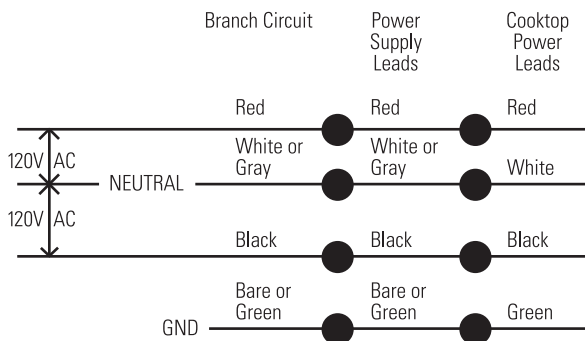 Branch Circuit
Power
Supply
Leads
Cooktop
Power
Leads
Red Red Red
White or White or
120V AC NEUTRAL Gray Gray White
120V AC
Black Black Black
Bare or Bare or
GND Green Green Green